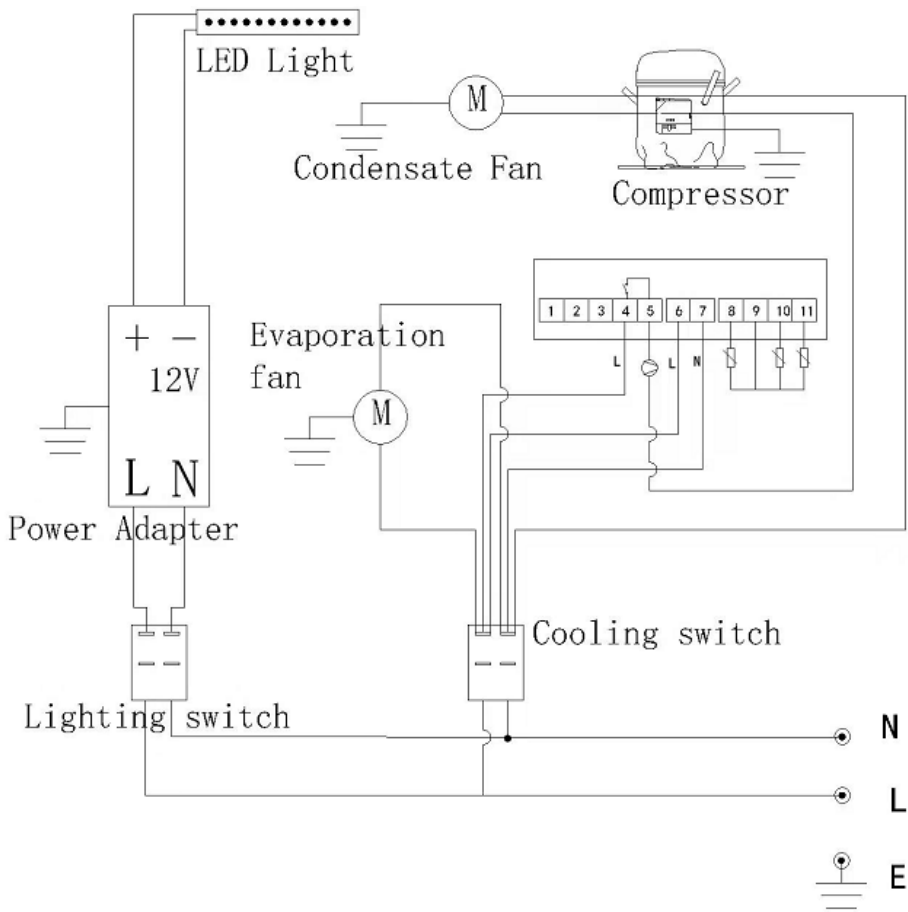 LED Light
M
Condensate Fan
Compressor
1 2 3 4 5 6 7 8 9 10 11
L L N
Evaporation
fan
M
+ −
12V
L N
Power Adapter
Cooling switch
Lighting switch
N
L
E